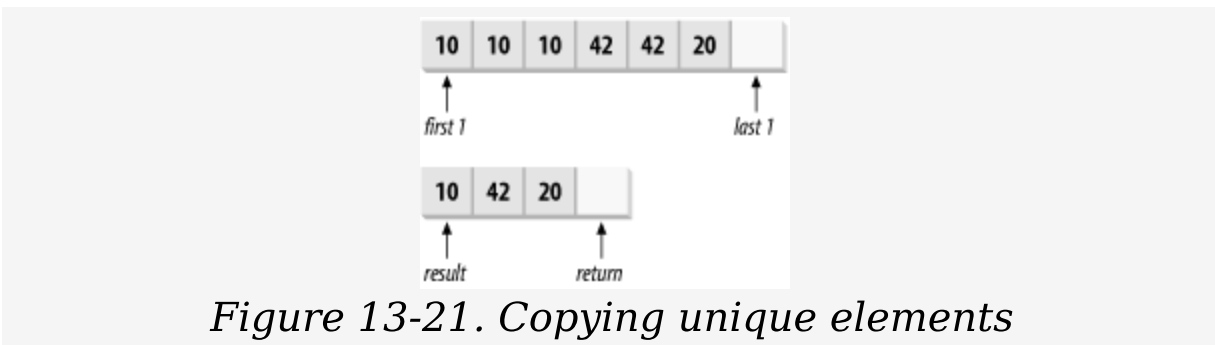 10 10 10 42 42 20
first 1 last 1
10 42 20
result return
Figure 13-21. Copying unique elements